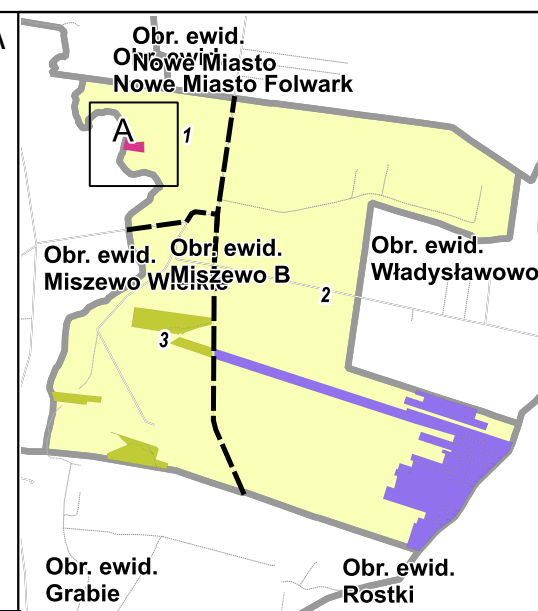 A
Obr. ewid.
Nowe Miasto
Obr. ewid.
Nowe Miasto Folwark
A
1
Obr. ewid.
Miszewo Wielkie
Obr. ewid.
Miszewo B
Obr. ewid.
Władysławowo
2
3
Obr. ewid.
Grabie
Obr. ewid.
Rostki